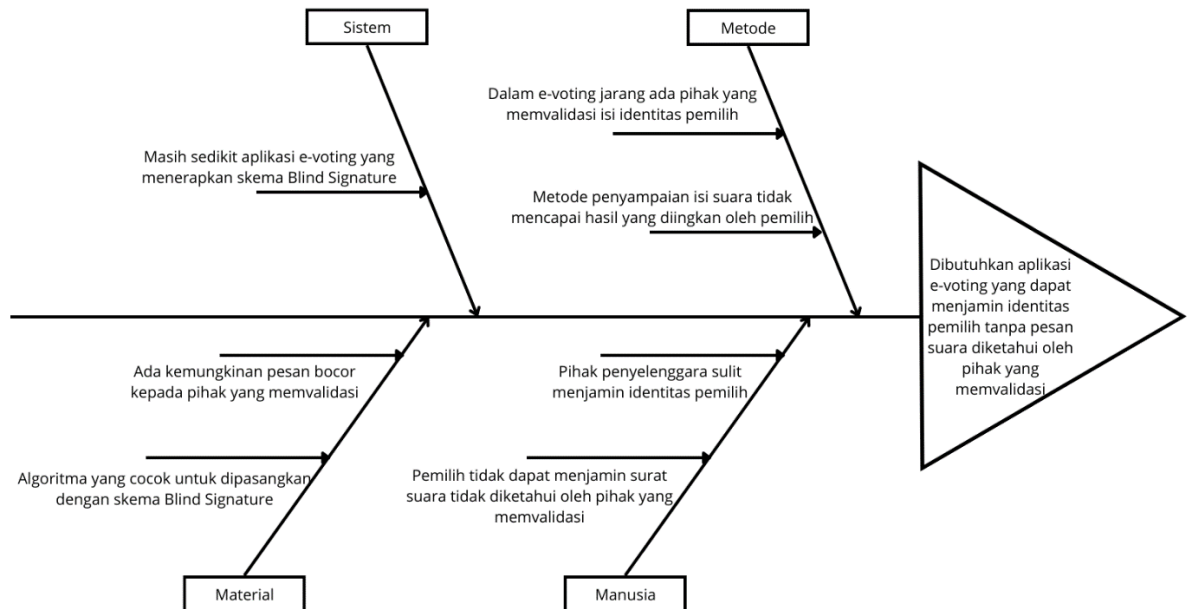 Sistem
Metode
Dalam e-voting jarang ada pihak yang
memvalidasi isi identitas pemilih
Masih sedikit aplikasi e-voting yang
menerapkan skema Blind Signature
Metode penyampaian isi suara tidak
mencapai hasil yang diingkan oleh pemilih
Dibutuhkan aplikasi
e-voting yang dapat
menjamin identitas
pemilih tanpa pesan
suara diketahui oleh
pihak yang
memvalidasi
Ada kemungkinan pesan bocor
kepada pihak yang memvalidasi
Pihak penyelenggara sulit
menjamin identitas pemilih
Algoritma yang cocok untuk dipasangkan
dengan skema Blind Signature
Pemilih tidak dapat menjamin surat
suara tidak diketahui oleh pihak yang
memvalidasi
Material
Manusia